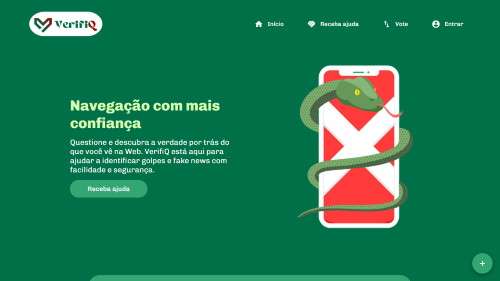 VerifiQ
Início
Receba ajuda
Vote
Entrar
Navegação com mais
confiança
Questione e descubra a verdade por trás do
que você vê na Web. VerifiQ está aqui para
ajudar a identificar golpes e fake news com
facilidade e segurança.
Receba ajuda
+